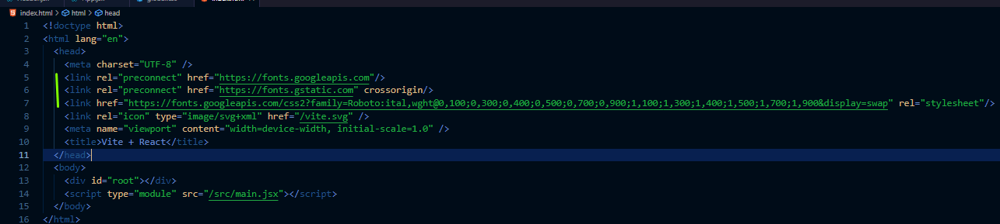 index.html > html > head
1 <!doctype html>
2 <html lang="en">
3 <head>
4 <meta charset="UTF-8" />
5 <link rel="preconnect" href="https://fonts.googleapis.com"/>
6 <link rel="preconnect" href="https://fonts.gstatic.com" crossorigin/>
7 <link href="https://fonts.googleapis.com/css2?family=Roboto:ital,wght@0,100;0,300;0,400;0,500;0,700;0,900;1,100;1,300;1,400;1,500;1,700;1,900&display=swap" rel="stylesheet"/>
8 <link rel="icon" type="image/svg+xml" href="/vite.svg" />
9 <meta name="viewport" content="width=device-width, initial-scale=1.0" />
10 <title>Vite + React</title>
11 </head>
12 <body>
13 <div id="root"></div>
14 <script type="module" src="/src/main.jsx"></script>
15 </body>
16 </html>